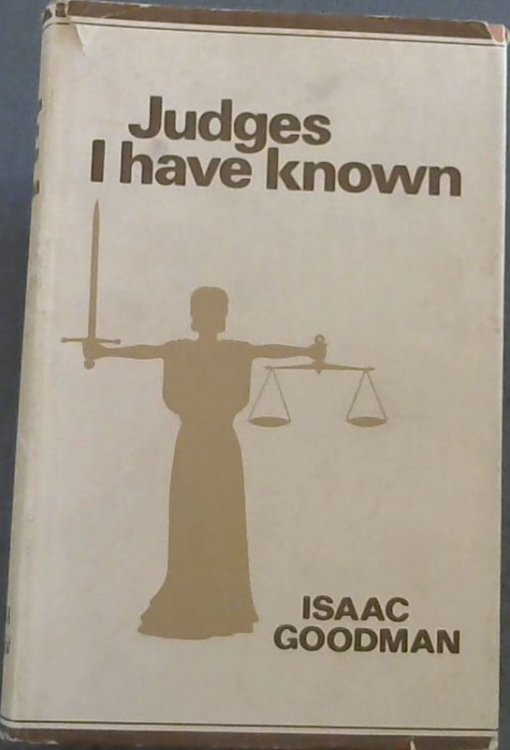 Judges
I have known
ISAAC
GOODMAN